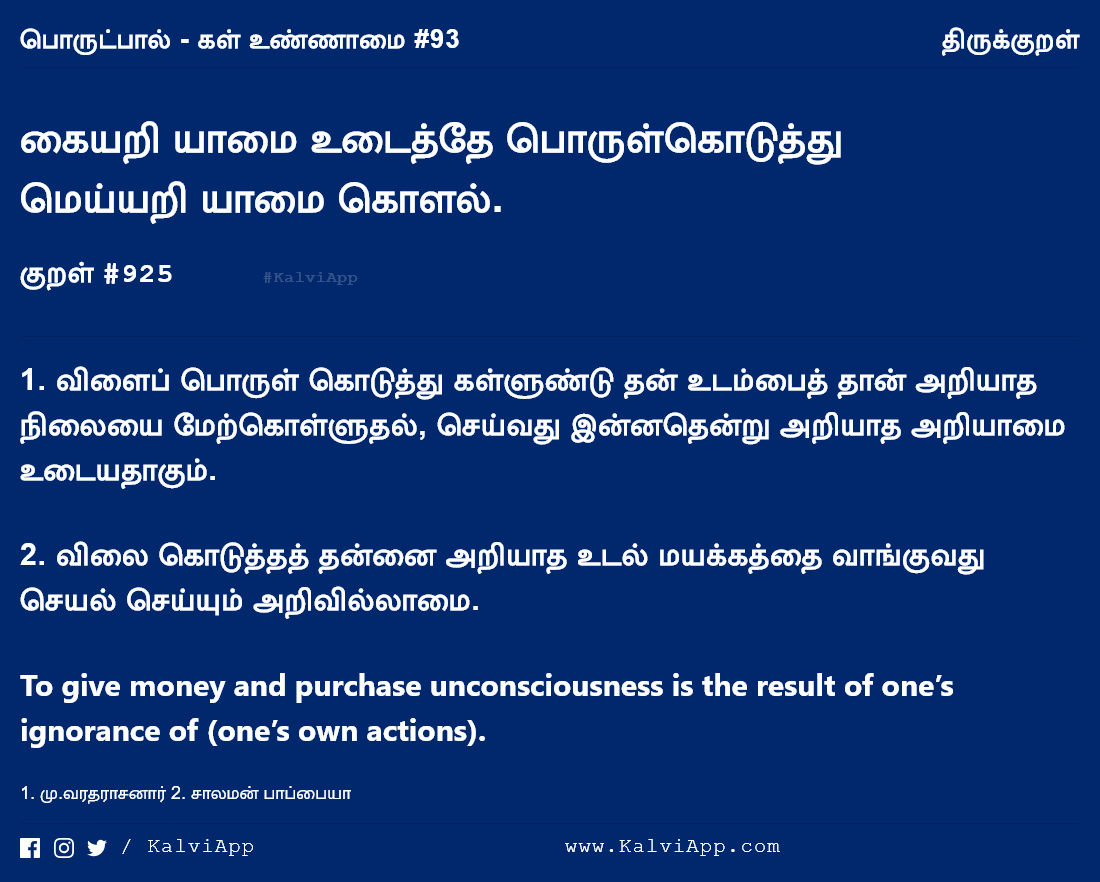 பொருட்பால் - கள் உண்ணாமை #93
திருக்குறள்
கையறி யாமை உடைத்தே பொருள்கொடுத்து
மெய்யறி யாமை கொளல்.
குறள் #925
#KalviApp
1. விளைப் பொருள் கொடுத்து கள்ளுண்டு தன் உடம்பைத் தான் அறியாத
நிலையை மேற்கொள்ளுதல், செய்வது இன்னதென்று அறியாத அறியாமை
உடையதாகும்.
2. விலை கொடுத்தத் தன்னை அறியாத உடல் மயக்கத்தை வாங்குவது
செயல் செய்யும் அறிவில்லாமை.
To give money and purchase unconsciousness is the result of one’s
ignorance of (one’s own actions).
1. மு.வரதராசனார் 2. சாலமன் பாப்பையா
/ KalviApp
www.KalviApp.com